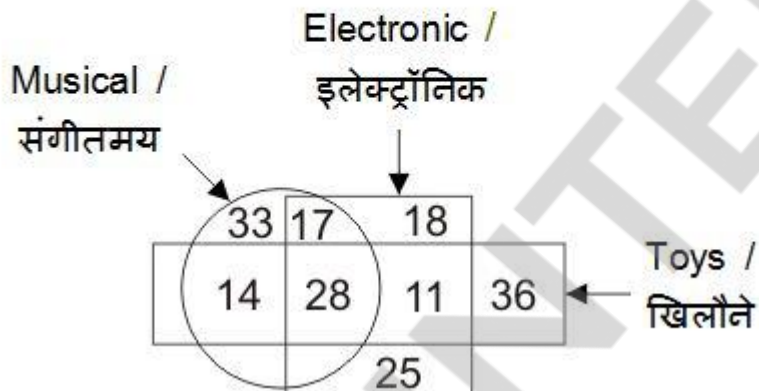 Electronic /
इलेक्ट्रॉनिक
Musical /
संगीतमय
33 17 18
14 28 11 36
Toys /
खिलौने
25